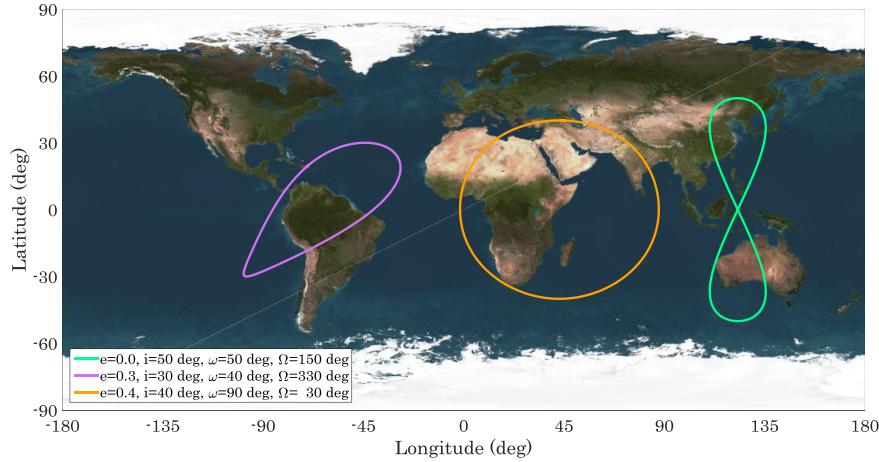 90
60
30
0
-30
-60
-90
Latitude (deg)
e=0.0, i=50 deg, ω=50 deg, Ω=150 deg
e=0.3, i=30 deg, ω=40 deg, Ω=330 deg
e=0.4, i=40 deg, ω=90 deg, Ω= 30 deg
-180 -135 -90 -45 0 45 90 135 180
Longitude (deg)